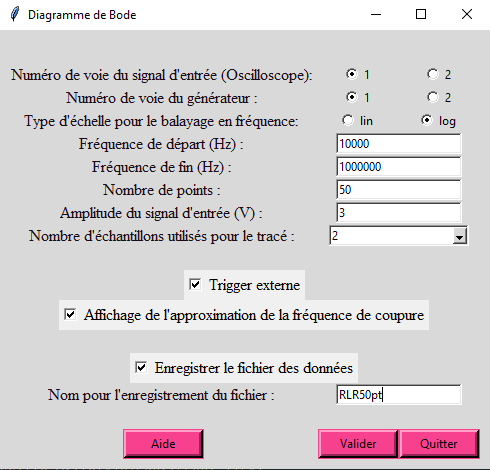 Diagramme de Bode
Numéro de voie du signal d'entrée (Oscilloscope): 1 2
Numéro de voie du générateur : 1 2
Type d'échelle pour le balayage en fréquence: lin log
Fréquence de départ (Hz) : 10000
Fréquence de fin (Hz) : 1000000
Nombre de points : 50
Amplitude du signal d'entrée (V) : 3
Nombre d'échantillons utilisés pour le tracé : 2
Trigger externe
Affichage de l'approximation de la fréquence de coupure
Enregistrer le fichier des données
Nom pour l'enregistrement du fichier : RLR50pt
Aide Valider Quitter